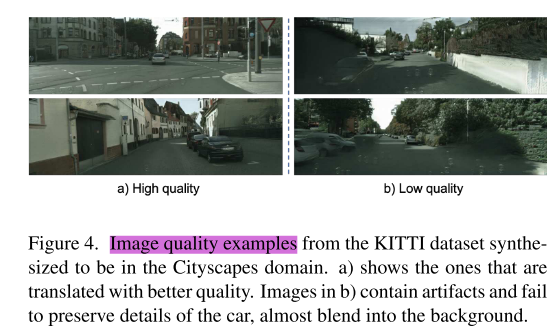 a) High quality
b) Low quality
Figure 4. Image quality examples from the KITTI dataset synthe-
sized to be in the Cityscapes domain. a) shows the ones that are
translated with better quality. Images in b) contain artifacts and fail
to preserve details of the car, almost blend into the background.